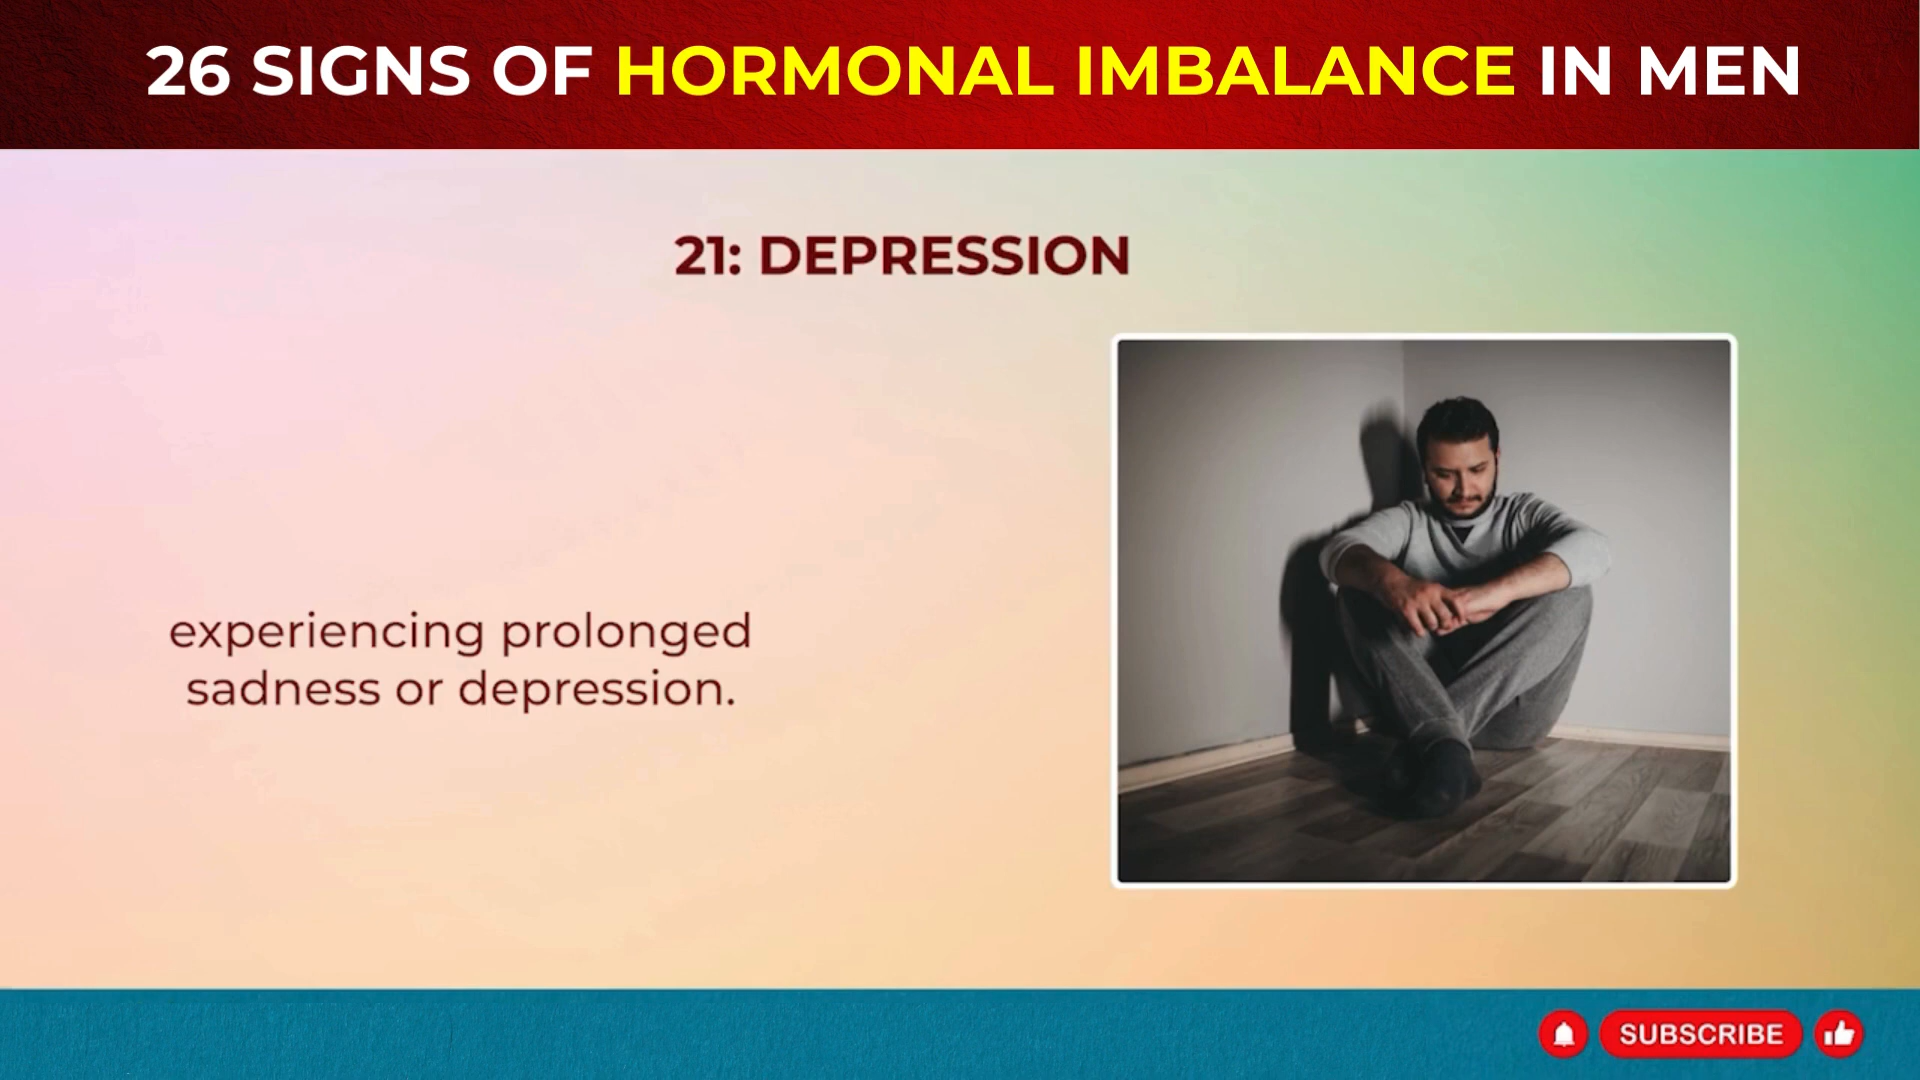 26 SIGNS OF HORMONAL IMBALANCE IN MEN
21: DEPRESSION
experiencing prolonged
sadness or depression.
SUBSCRIBE